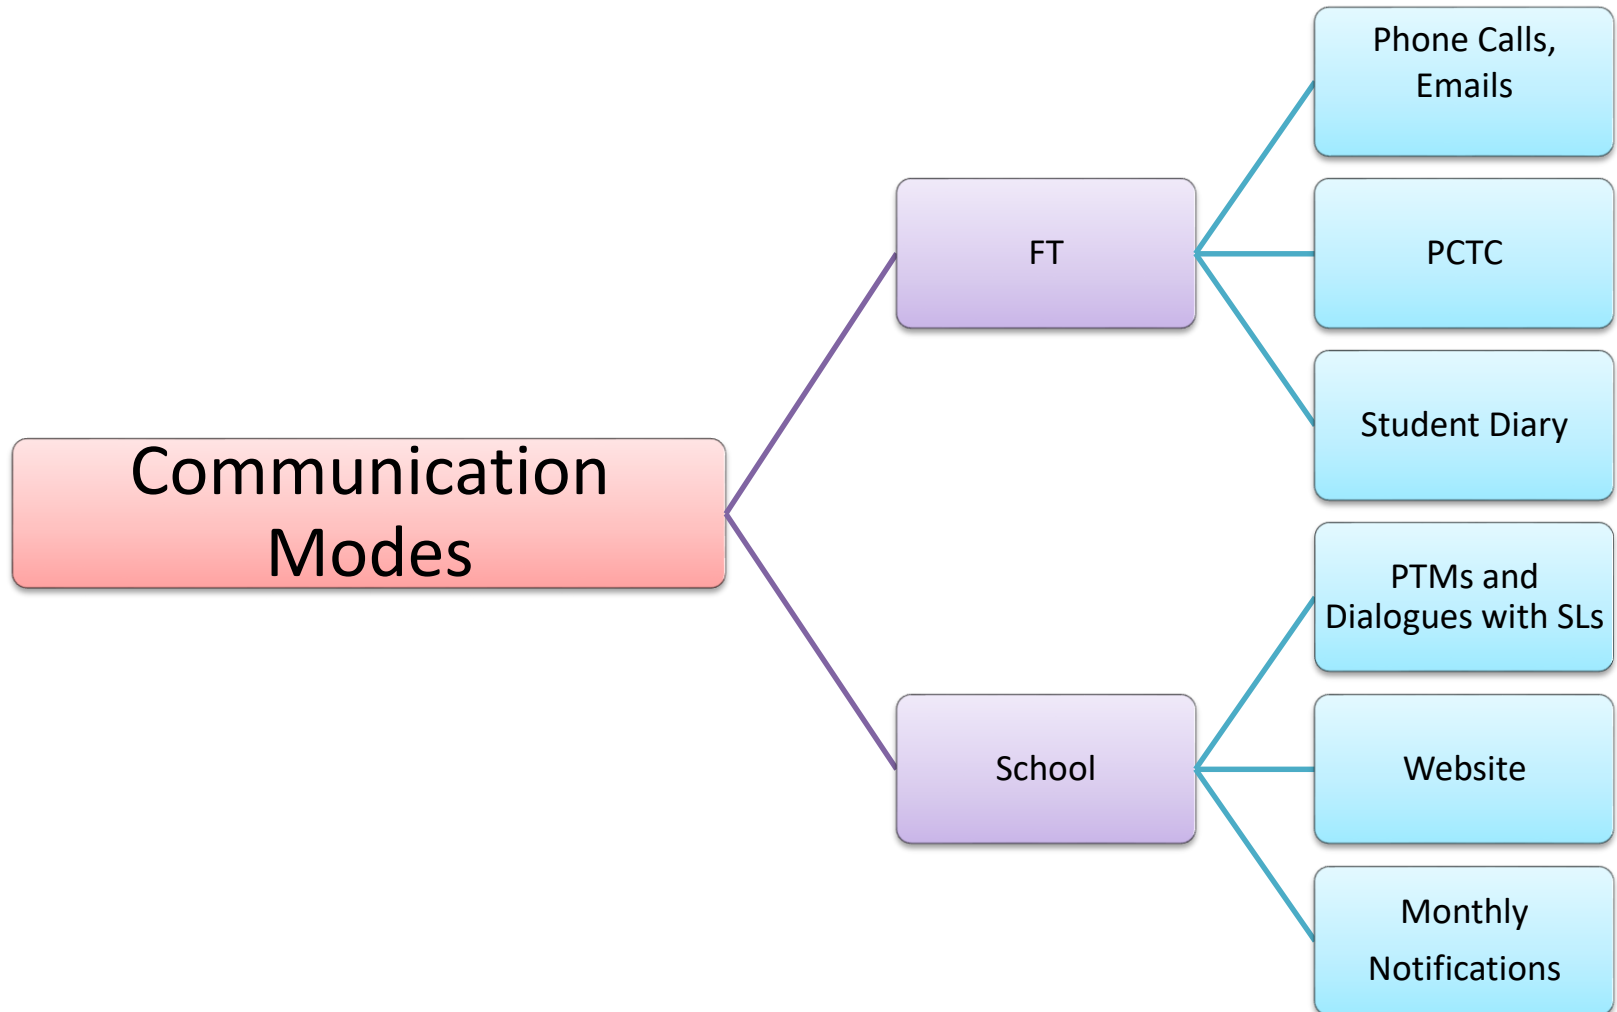 Communication
Modes
FT
Phone Calls,
Emails
PCTC
Student Diary
School
PTMs and
Dialogues with SLs
Website
Monthly
Notifications